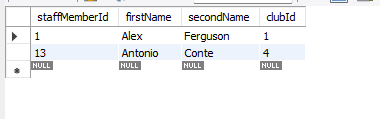 staffMemberId firstName secondName clubId
1 Alex Ferguson 1
13 Antonio Conte 4
NULL NULL NULL NULL